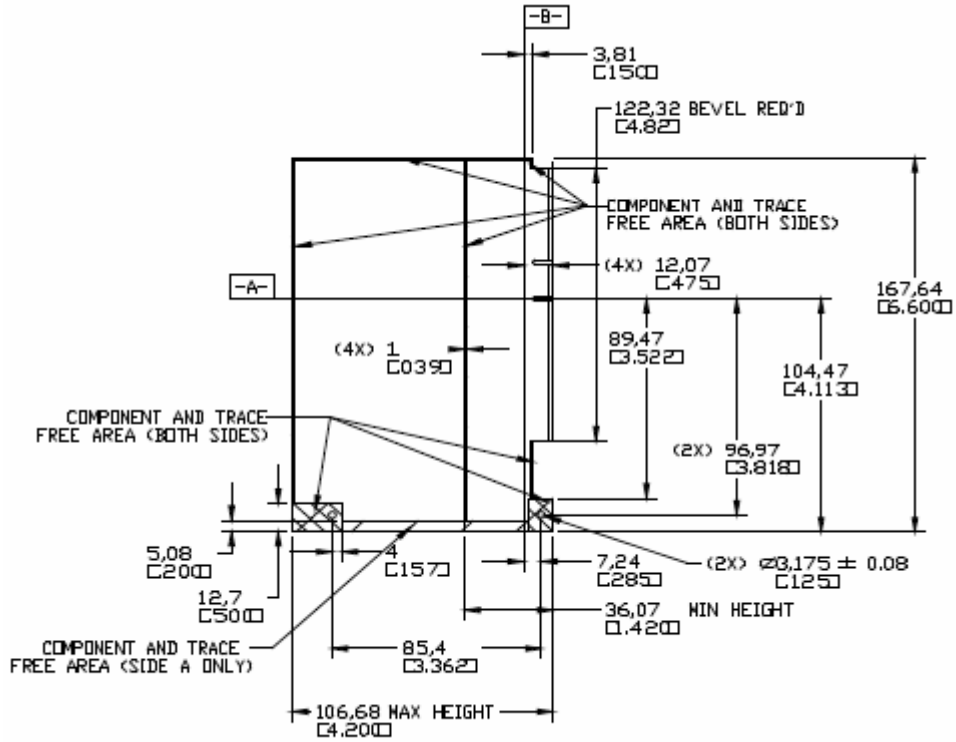 -B-
3,81
[150]
122,32 BEVEL REQ'D
[4.82]
COMPONENT AND TRACE
FREE AREA (BOTH SIDES)
(4X) 12,07
[475]
-A-
167,64
[6.600]
(4X) 1
[039]
89,47
[3.522]
104,47
[4.113]
COMPONENT AND TRACE
FREE AREA (BOTH SIDES)
(2X) 96,97
[3.818]
5,08
[200]
4
[157]
7,24
[285]
(2X) ⌀3,175 ± 0.08
[125]
12,7
[500]
36,07 MIN HEIGHT
[1.420]
COMPONENT AND TRACE
FREE AREA (SIDE A ONLY)
85,4
[3.362]
106,68 MAX HEIGHT
[4.200]